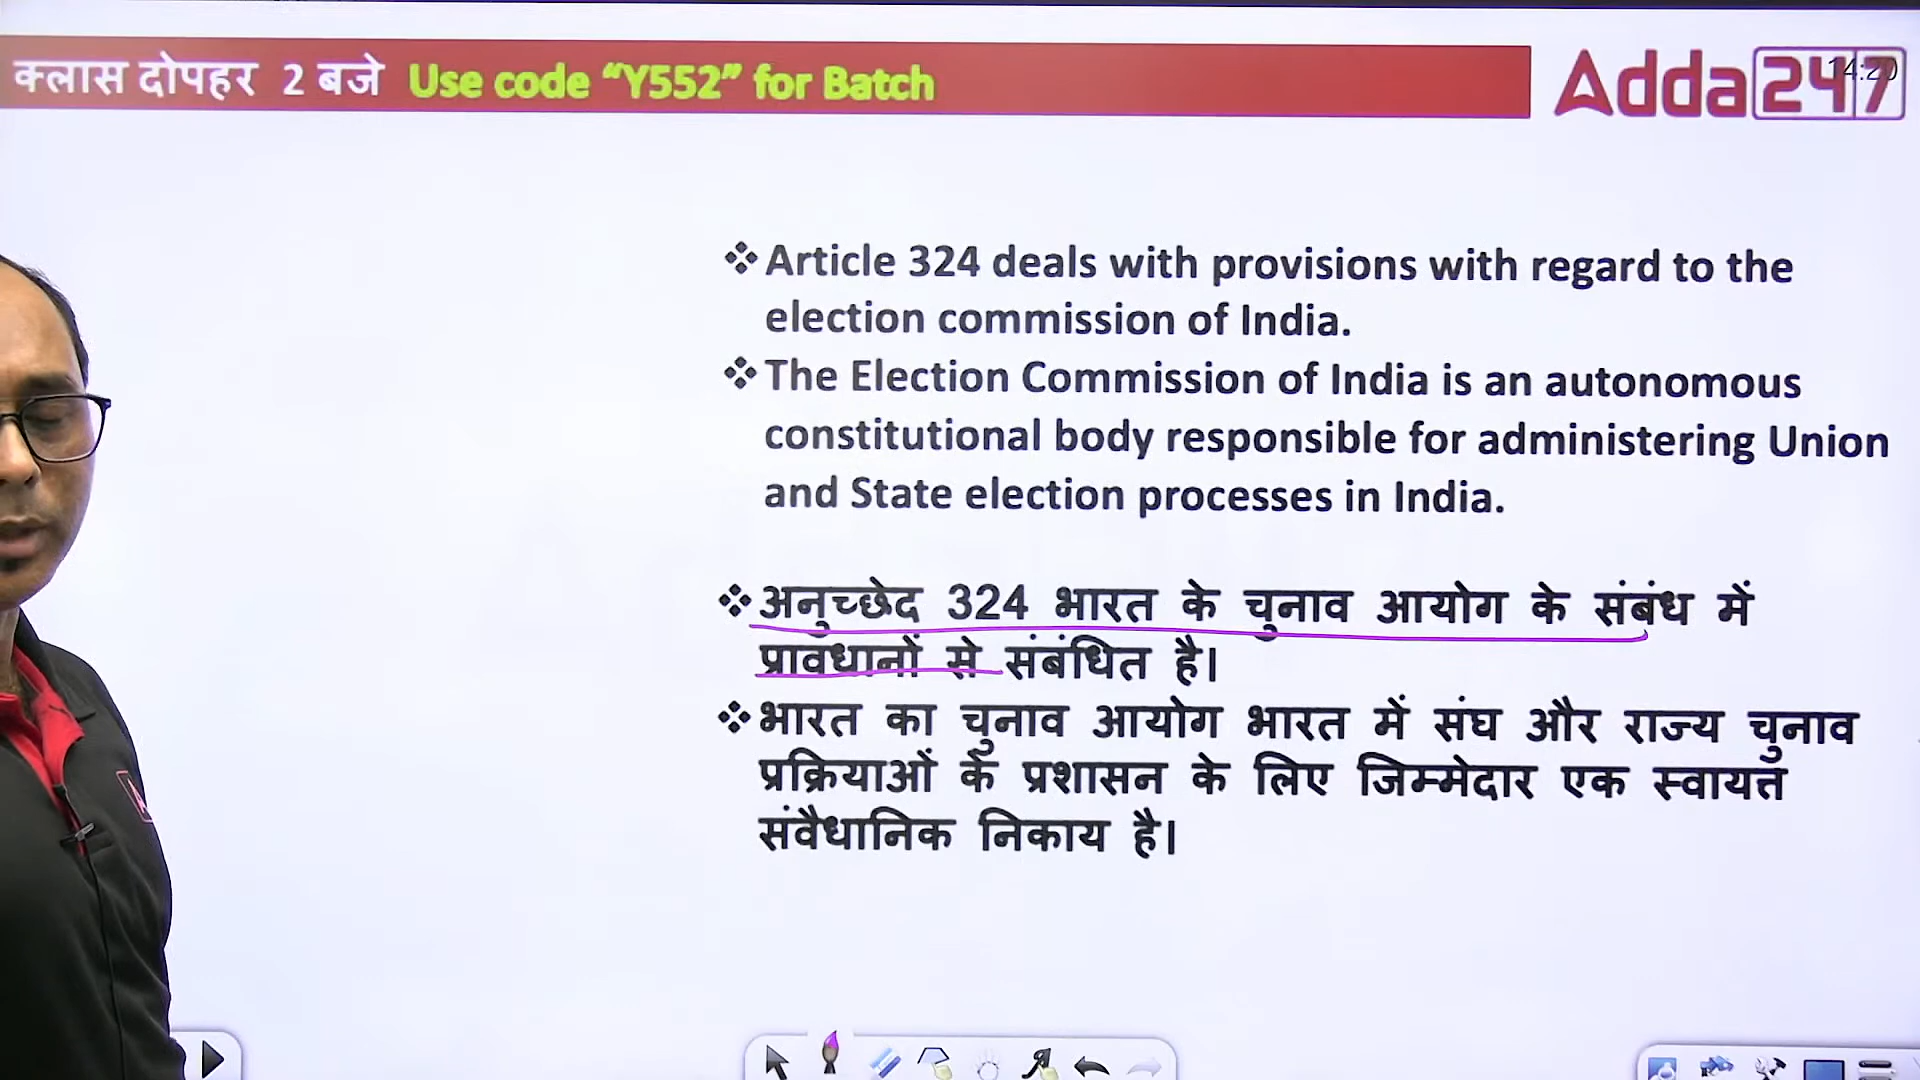 क्लास दोपहर 2 बजे Use code “Y552” for Batch
Adda247
14:20
❖Article 324 deals with provisions with regard to the
election commission of India.
❖The Election Commission of India is an autonomous
constitutional body responsible for administering Union
and State election processes in India.
❖अनुच्छेद 324 भारत के चुनाव आयोग के संबंध में
प्रावधानों से संबंधित है।
❖भारत का चुनाव आयोग भारत में संघ और राज्य चुनाव
प्रक्रियाओं के प्रशासन के लिए जिम्मेदार एक स्वायत्त
संवैधानिक निकाय है।